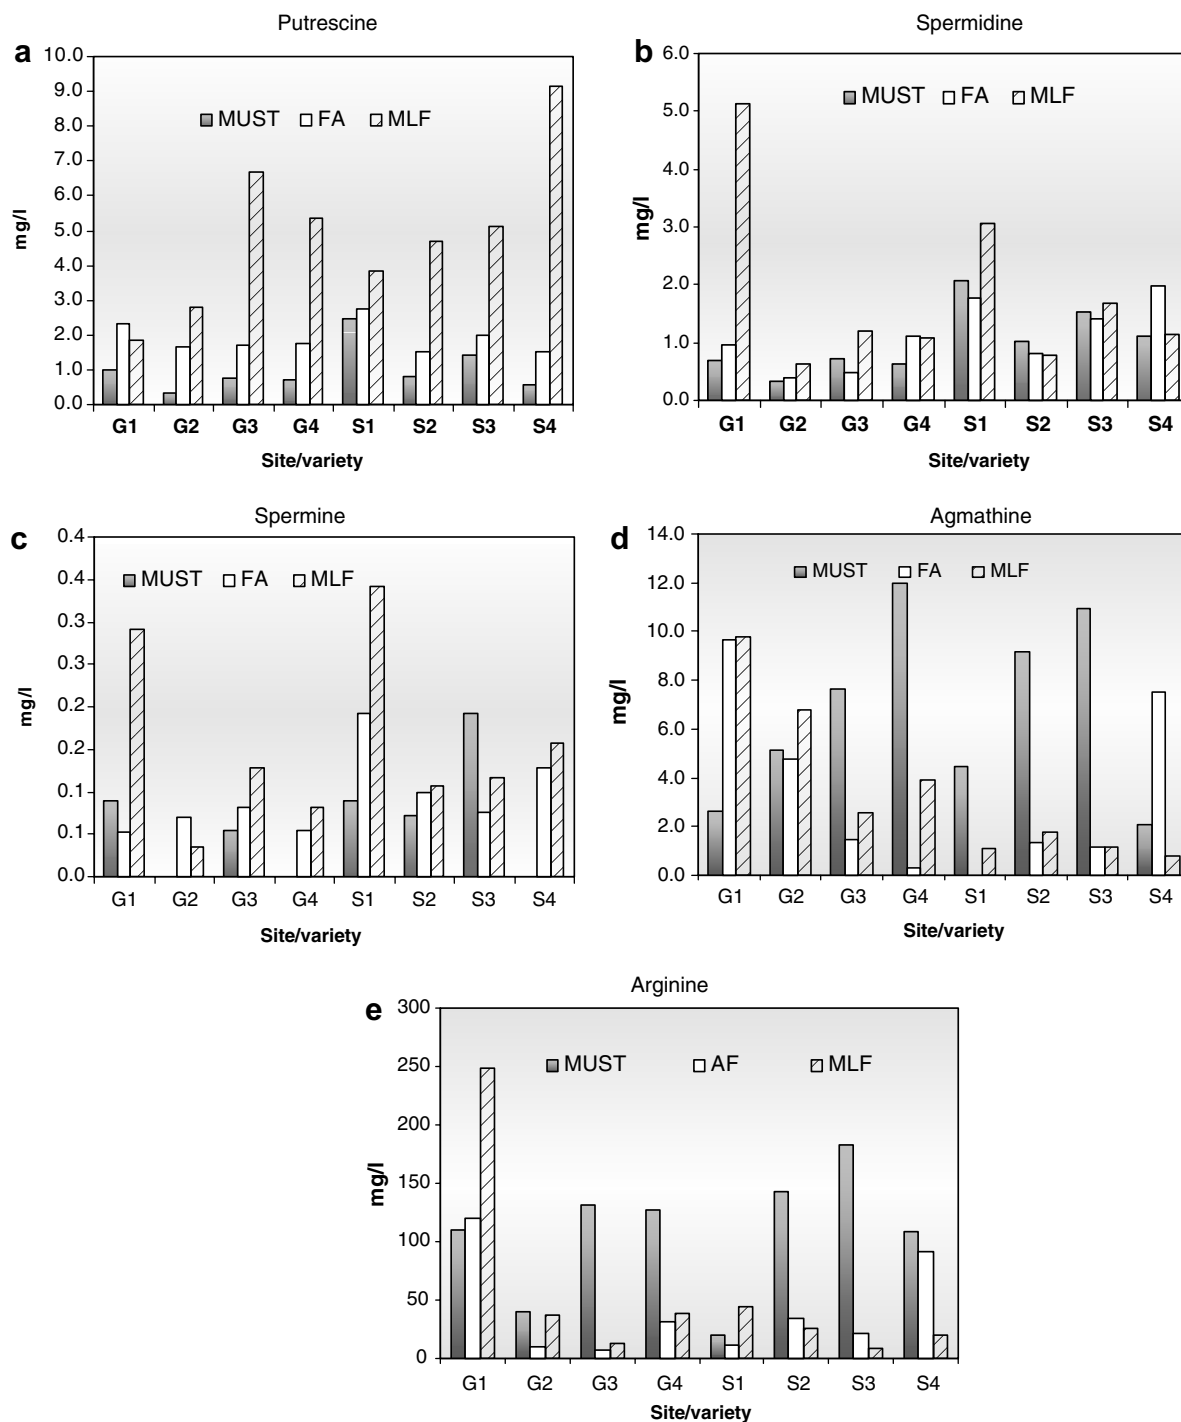 Putrescine
a
10.0
9.0
8.0
7.0
6.0
5.0
4.0
3.0
2.0
1.0
0.0
mg/l
MUST FA MLF
G1 G2 G3 G4 S1 S2 S3 S4
Site/variety
Spermidine
b
6.0
5.0
4.0
3.0
2.0
1.0
0.0
mg/l
MUST FA MLF
G1 G2 G3 G4 S1 S2 S3 S4
Site/variety
Spermine
c
0.4
0.4
0.3
0.3
0.2
0.2
0.1
0.1
0.0
mg/l
MUST FA MLF
G1 G2 G3 G4 S1 S2 S3 S4
Site/variety
Agmathine
d
14.0
12.0
10.0
8.0
6.0
4.0
2.0
0.0
mg/l
MUST FA MLF
G1 G2 G3 G4 S1 S2 S3 S4
Site/variety
Arginine
e
300
250
200
150
100
50
0
mg/l
MUST AF MLF
G1 G2 G3 G4 S1 S2 S3 S4
Site/variety